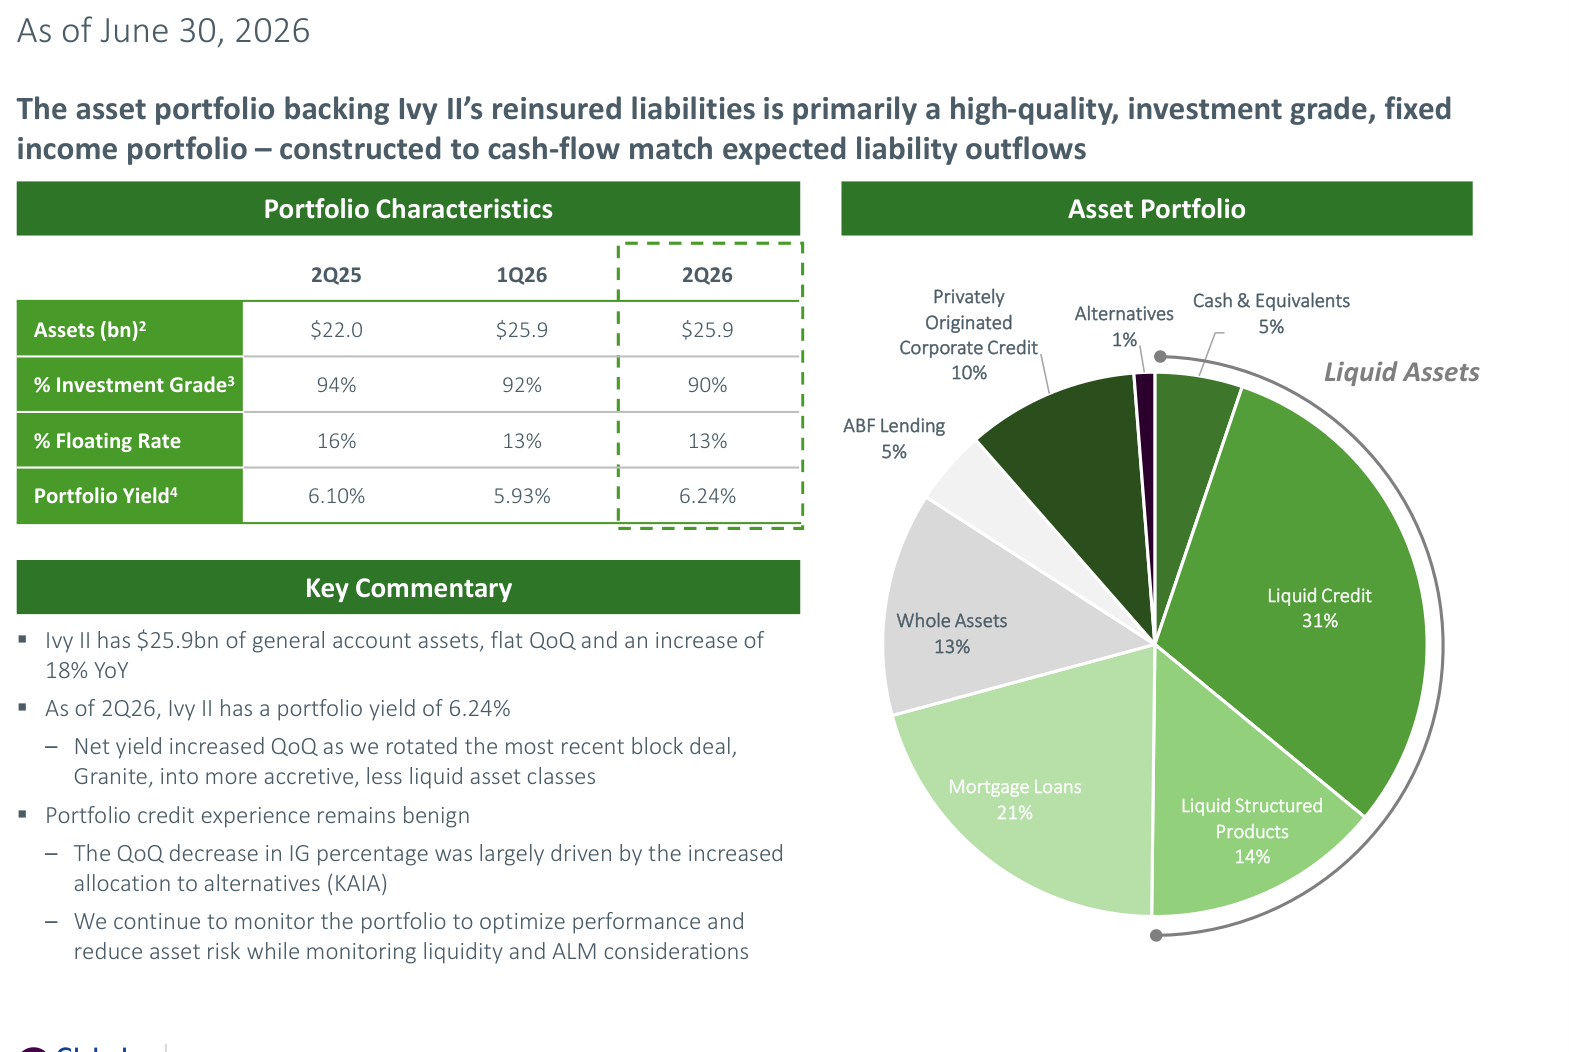 As of June 30, 2026
The asset portfolio backing Ivy II’s reinsured liabilities is primarily a high-quality, investment grade, fixed
income portfolio – constructed to cash-flow match expected liability outflows
Portfolio Characteristics
2Q25 1Q26 2Q26
Assets (bn)² $22.0 $25.9 $25.9
% Investment Grade³ 94% 92% 90%
% Floating Rate 16% 13% 13%
Portfolio Yield⁴ 6.10% 5.93% 6.24%
Key Commentary
▪ Ivy II has $25.9bn of general account assets, flat QoQ and an increase of
18% YoY
▪ As of 2Q26, Ivy II has a portfolio yield of 6.24%
– Net yield increased QoQ as we rotated the most recent block deal,
Granite, into more accretive, less liquid asset classes
▪ Portfolio credit experience remains benign
– The QoQ decrease in IG percentage was largely driven by the increased
allocation to alternatives (KAIA)
– We continue to monitor the portfolio to optimize performance and
reduce asset risk while monitoring liquidity and ALM considerations
Asset Portfolio
Privately
Originated
Corporate Credit
10%
Alternatives
1%
Cash & Equivalents
5%
Liquid Assets
ABF Lending
5%
Liquid Credit
31%
Whole Assets
13%
Mortgage Loans
21%
Liquid Structured
Products
14%